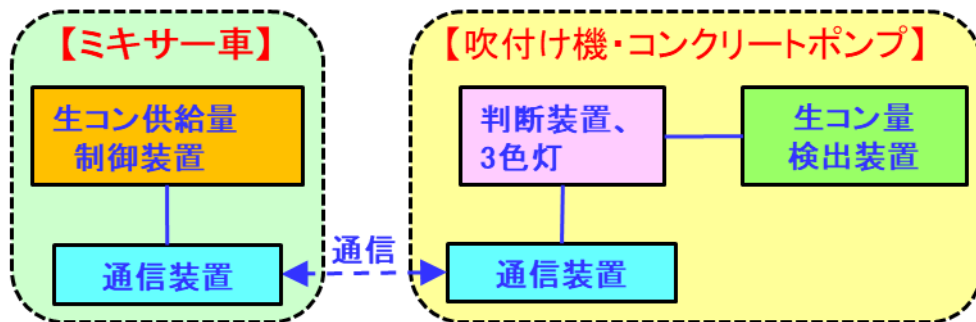 【ミキサー車】
生コン供給量
制御装置
通信装置
通信
【吹付け機・コンクリートポンプ】
判断装置、
3色灯
生コン量
検出装置
通信装置